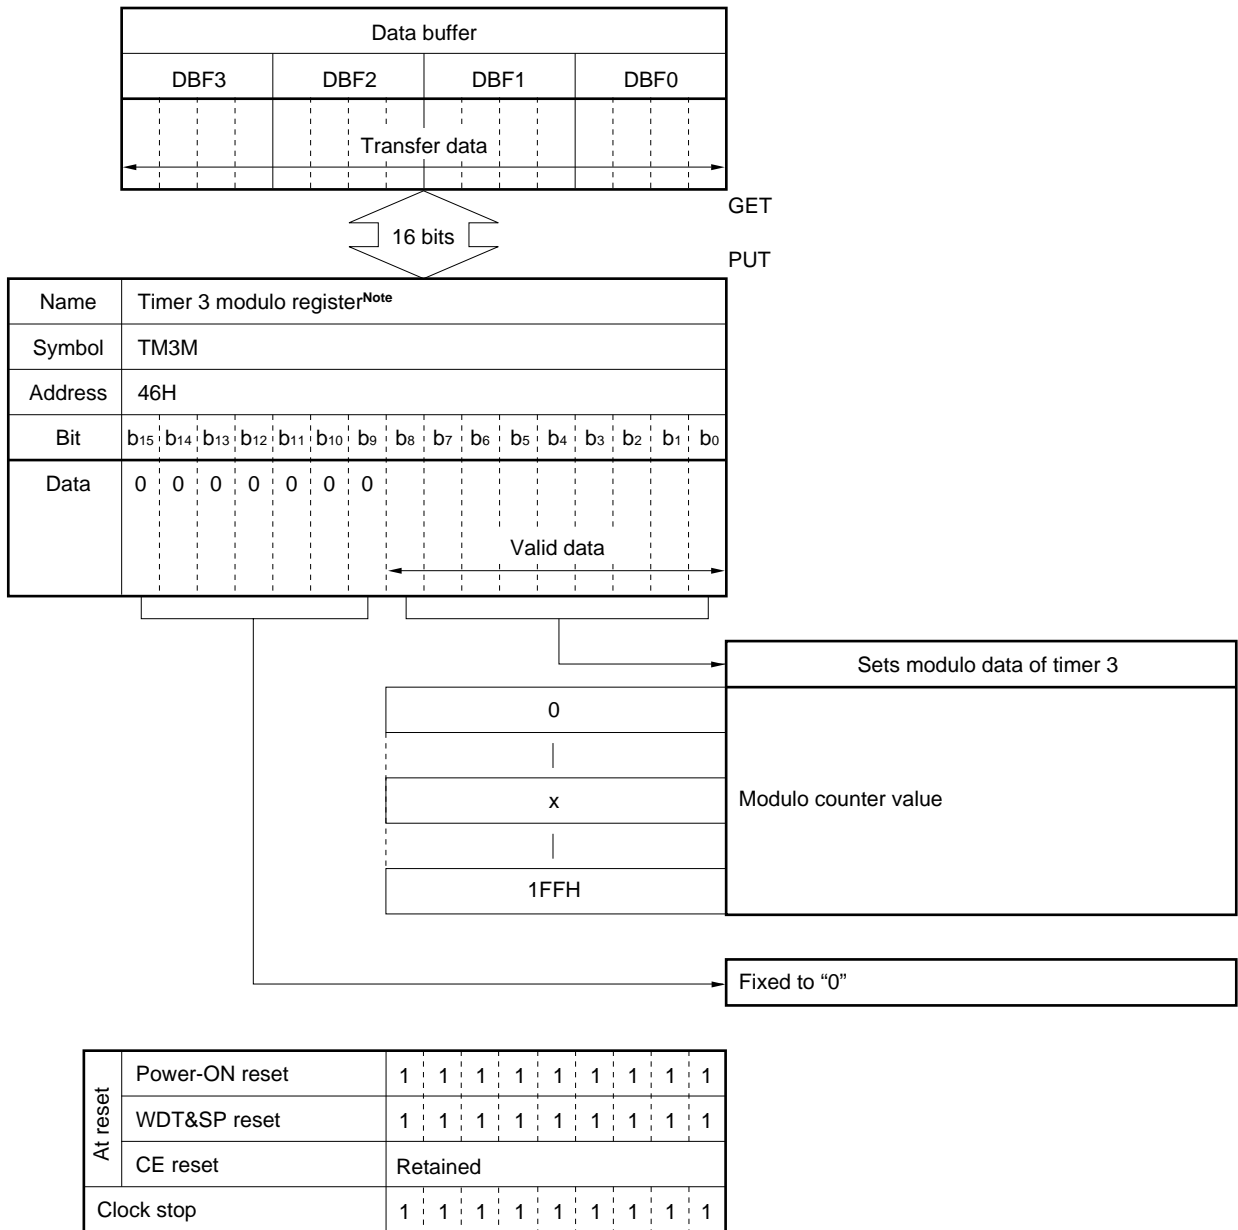 Data buffer
DBF3 DBF2 DBF1 DBF0
Transfer data
GET
16 bits
PUT
Name Timer 3 modulo registerNote
Symbol TM3M
Address 46H
Bit b15 b14 b13 b12 b11 b10 b9 b8 b7 b6 b5 b4 b3 b2 b1 b0
Data 0 0 0 0 0 0 0
Valid data
Sets modulo data of timer 3
0
x
Modulo counter value
1FFH
Fixed to “0”
At reset
Power-ON reset 1 1 1 1 1 1 1 1 1
WDT&SP reset 1 1 1 1 1 1 1 1 1
CE reset Retained
Clock stop 1 1 1 1 1 1 1 1 1